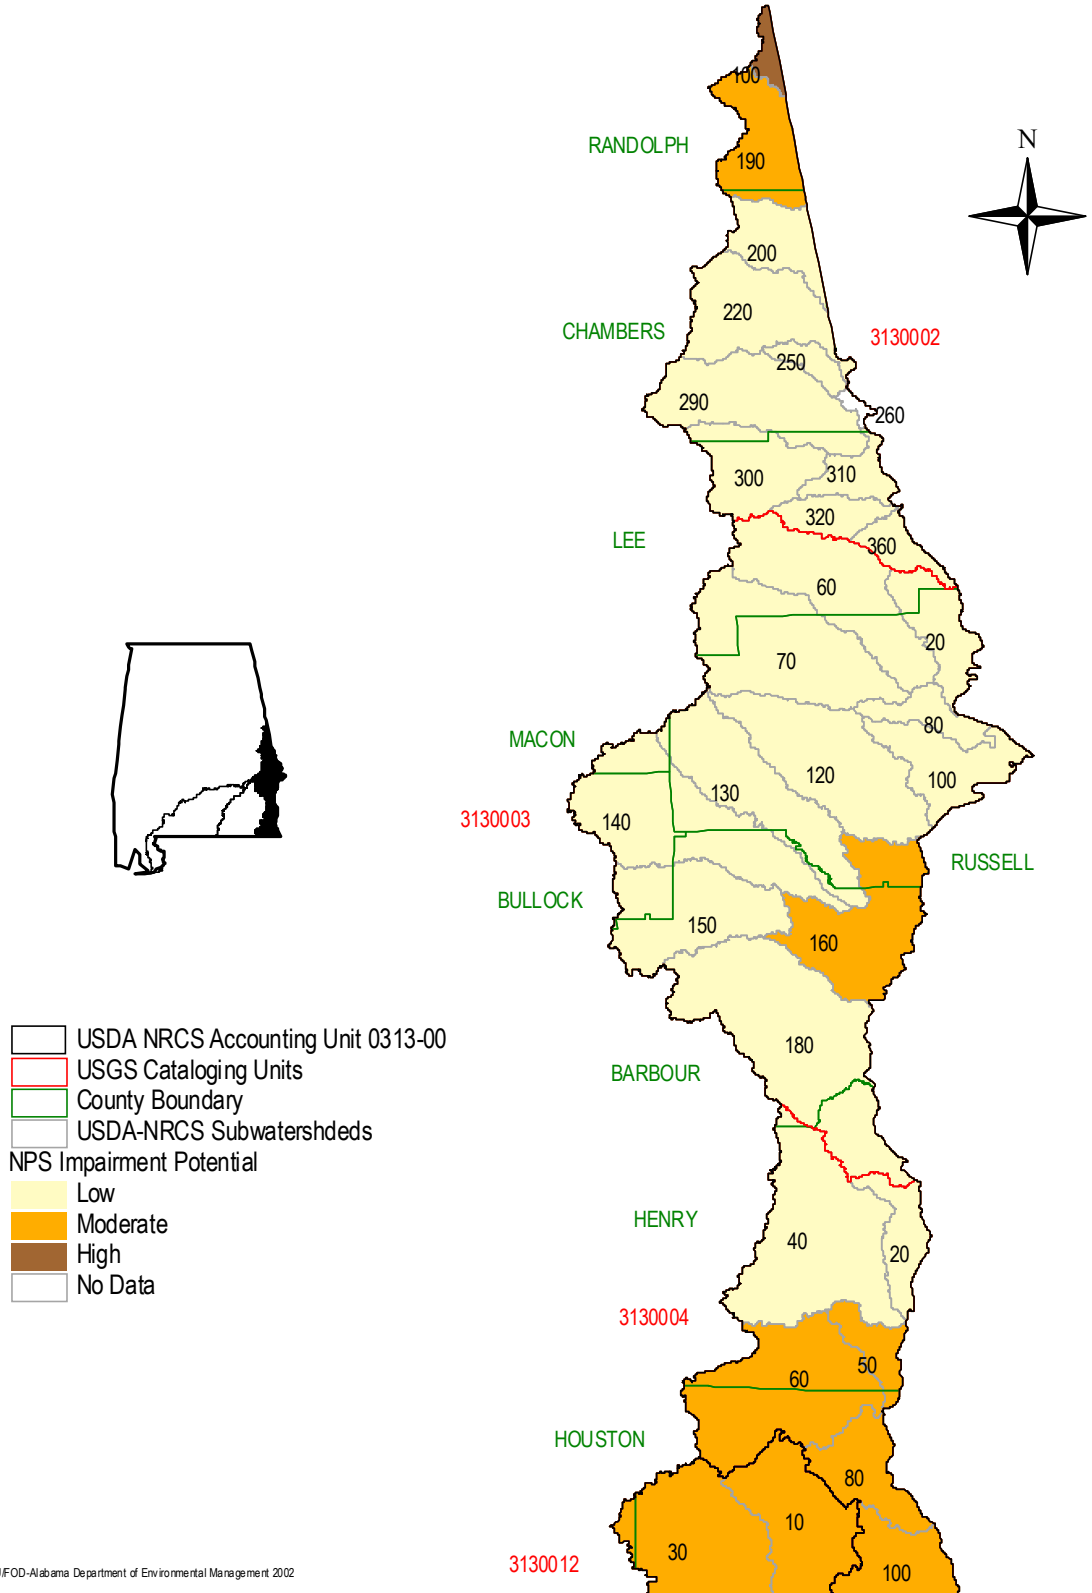 N
100
RANDOLPH
190
200
220
CHAMBERS
3130002
250
290
260
300
310
320
LEE
360
60
20
70
80
MACON
120
100
130
3130003
140
RUSSELL
BULLOCK
150
160
180
BARBOUR
USDA NRCS Accounting Unit 0313-00
USGS Cataloging Units
County Boundary
USDA-NRCS Subwatershdeds
NPS Impairment Potential
Low
Moderate
High
No Data
HENRY
40
20
3130004
50
60
HOUSTON
80
10
30
3130012
100
/FOD-Alabama Department of Environmental Management 2002